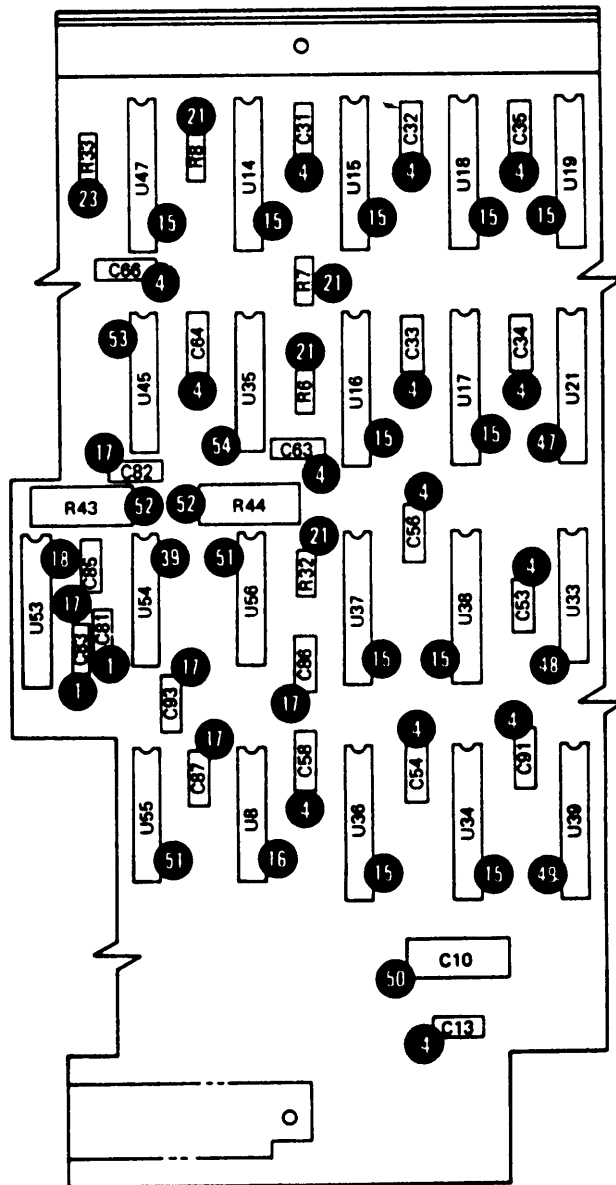 R33
23
U47
15
21
R8
U14
15
C31
4
U15
15
C32
4
U18
15
C35
4
U19
15
C66
4
R7
21
53
U45
C64
4
U35
54
21
R6
C63
4
U16
15
C33
4
U17
15
C34
4
U21
47
17
C82
R43
52
52
R44
4
C56
U53
18
C85
17
C83
1
C81
1
U54
39
51
U56
21
R32
C86
17
U37
15
U38
15
4
C53
U33
48
17
C93
17
C87
U55
51
U8
16
C58
4
U36
15
4
C54
U34
15
4
C91
U39
49
50
C10
C13
4